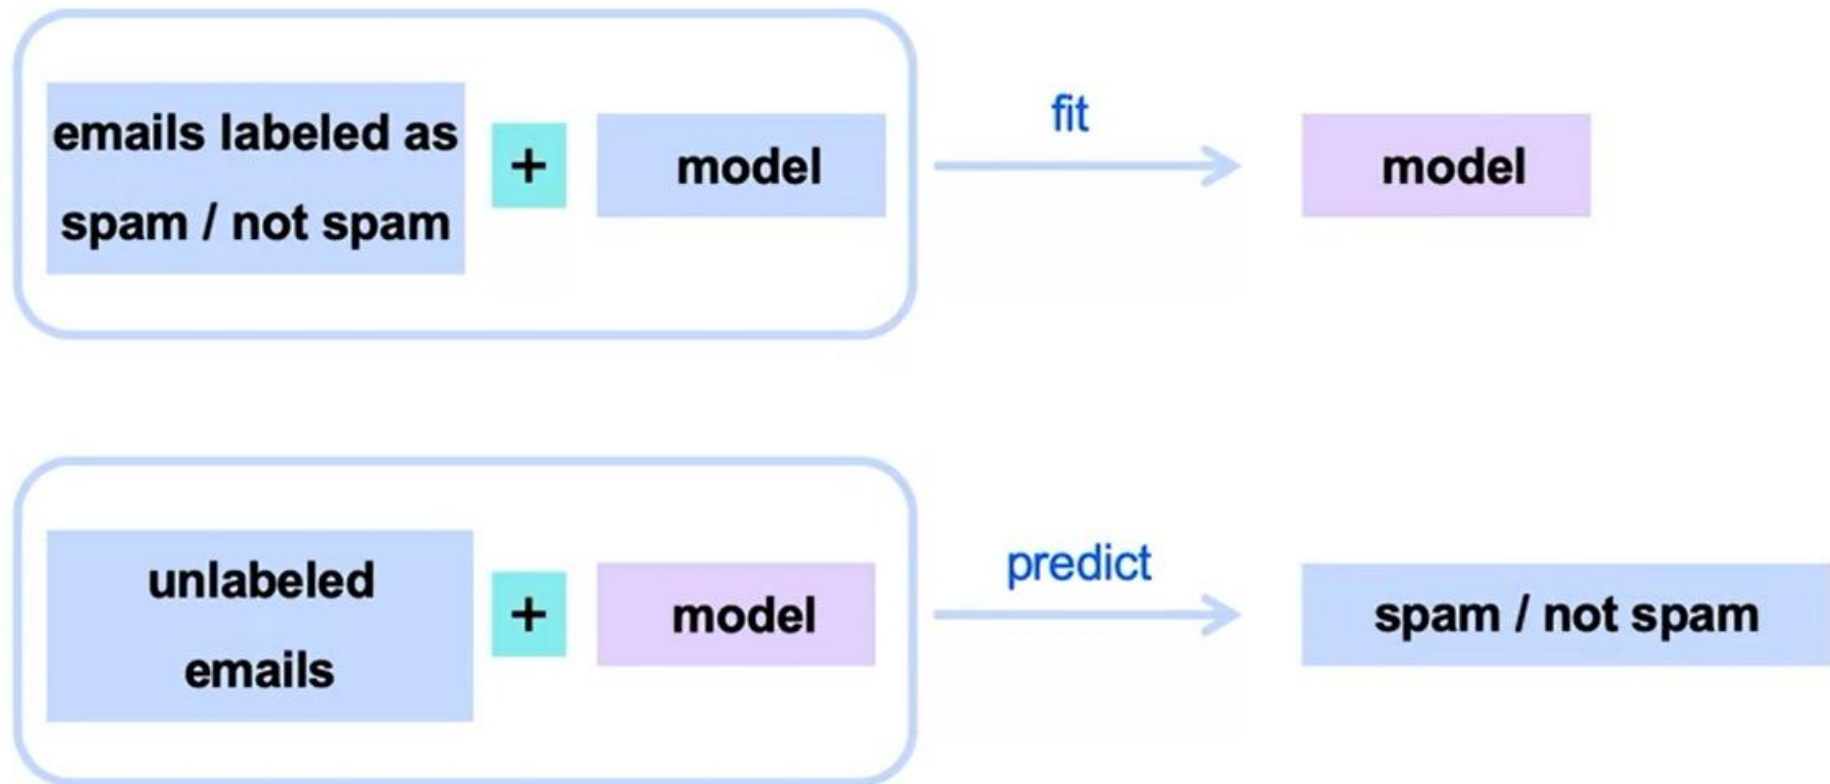 emails labeled as
spam / not spam
+
model
fit
model
unlabeled
emails
+
model
predict
spam / not spam